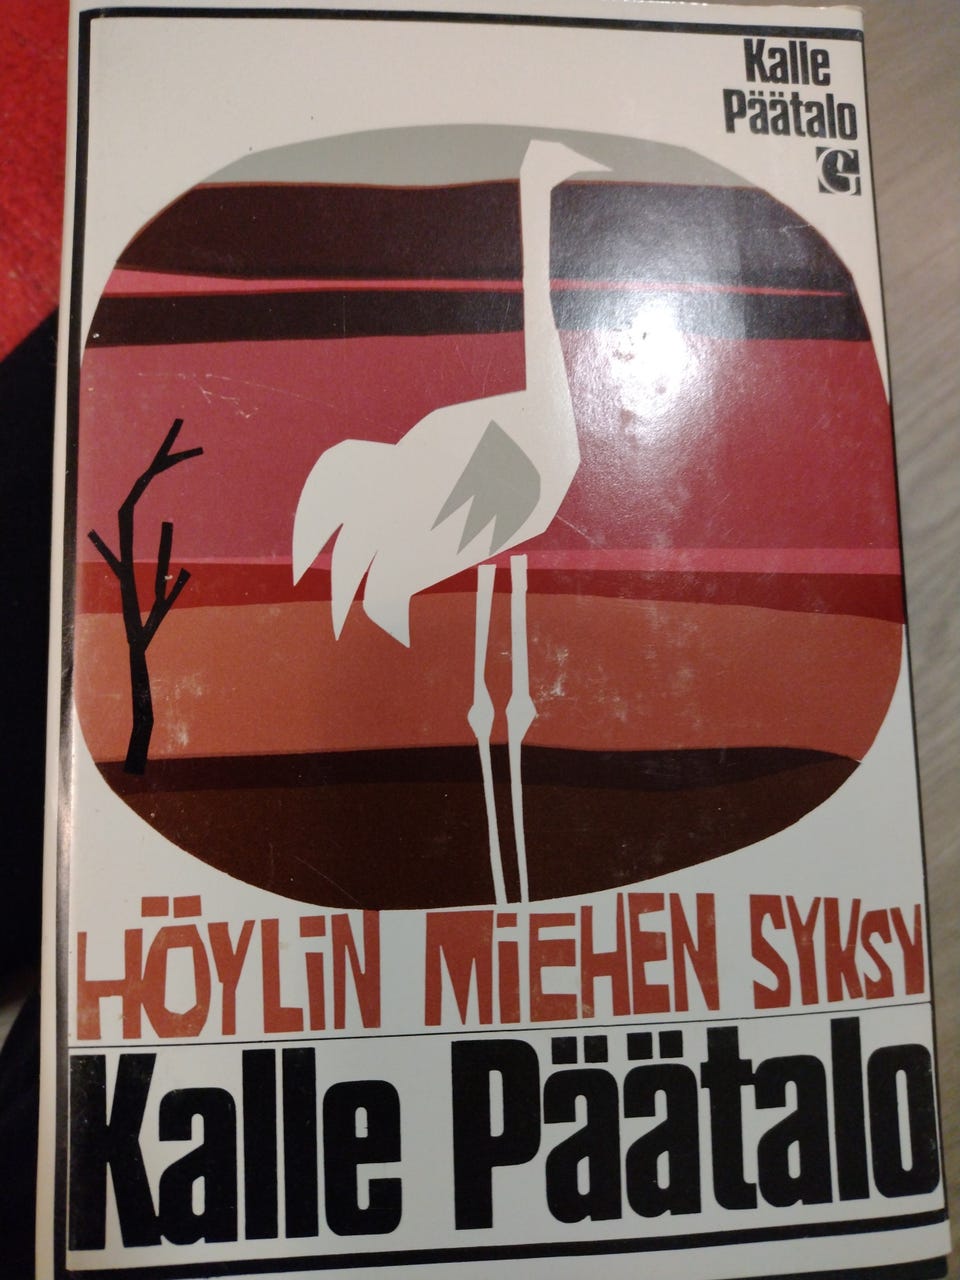 Kalle
Päätalo
G
HÖYLiN MiEHEN SYKSY
Kalle Päätalo